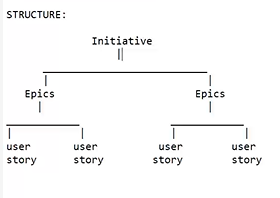 STRUCTURE:
Initiative
Epics Epics
user user user user
story story story story